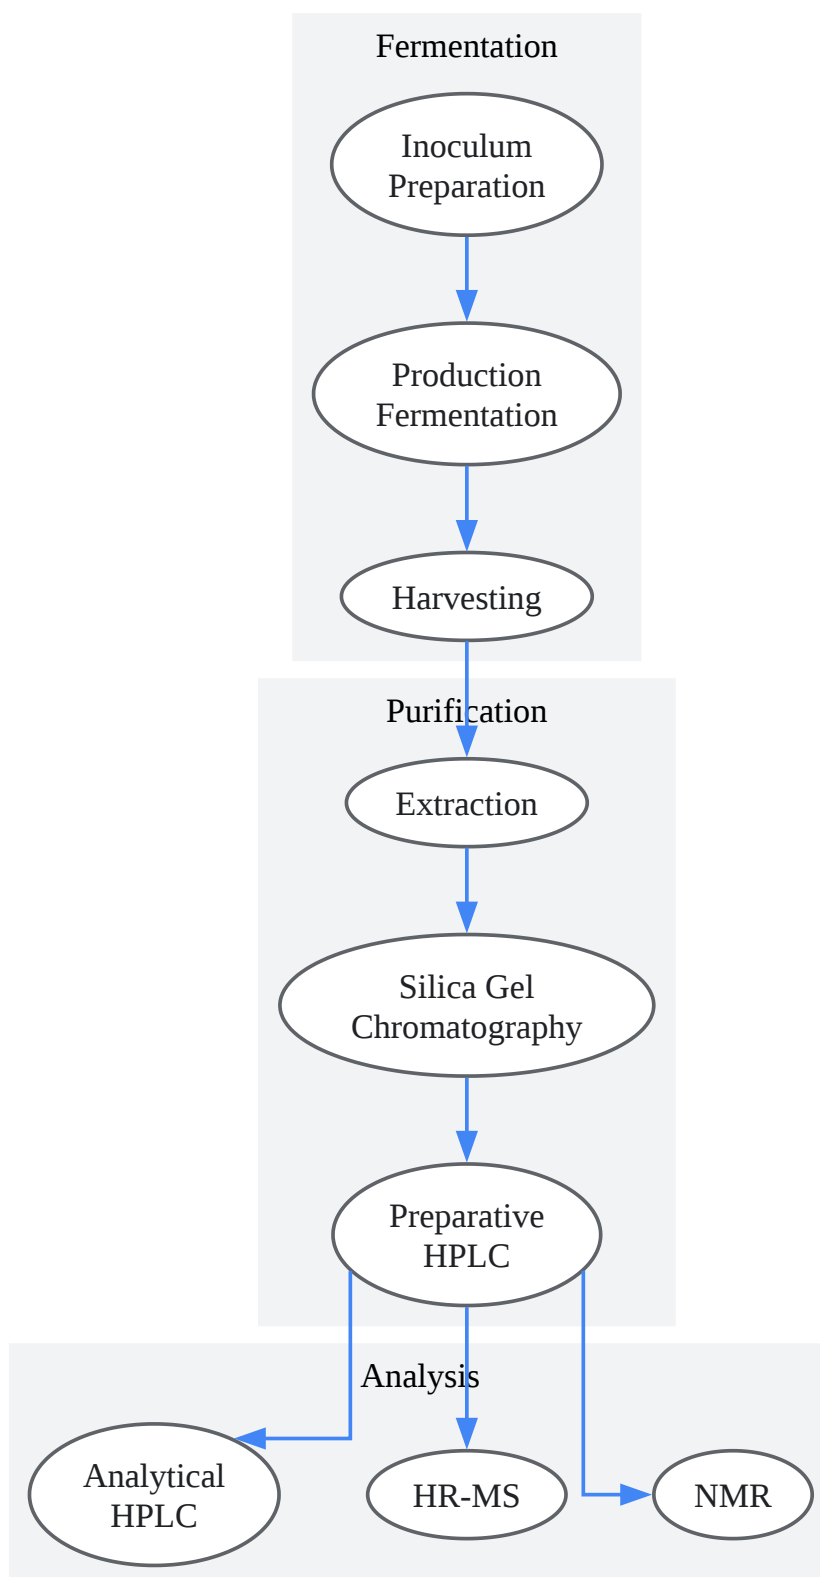 Fermentation
Inoculum
Preparation
Production
Fermentation
Harvesting
Purification
Extraction
Silica Gel
Chromatography
Preparative
HPLC
Analysis
Analytical
HPLC
HR-MS
NMR